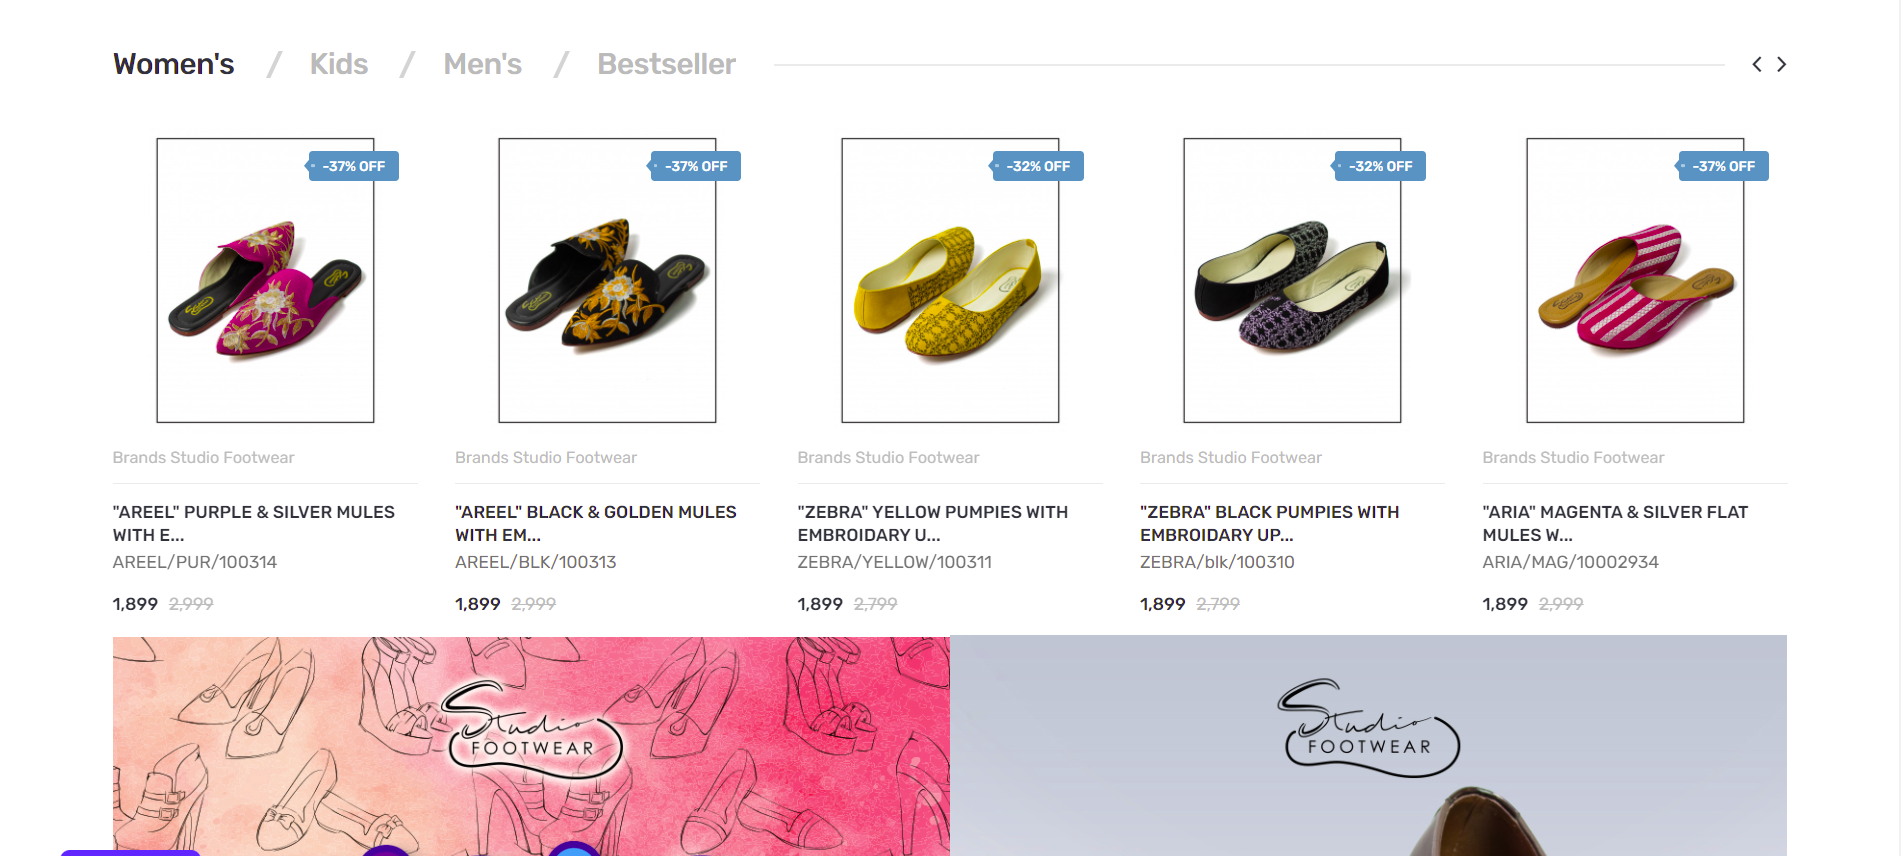 Women's / Kids / Men's / Bestseller
-37% OFF
-37% OFF
-32% OFF
-32% OFF
-37% OFF
Brands Studio Footwear
Brands Studio Footwear
Brands Studio Footwear
Brands Studio Footwear
Brands Studio Footwear
"AREEL" PURPLE & SILVER MULES
WITH E...
AREEL/PUR/100314
1,899 2,999
"AREEL" BLACK & GOLDEN MULES
WITH EM...
AREEL/BLK/100313
1,899 2,999
"ZEBRA" YELLOW PUMPIES WITH
EMBROIDARY U...
ZEBRA/YELLOW/100311
1,899 2,799
"ZEBRA" BLACK PUMPIES WITH
EMBROIDARY UP...
ZEBRA/blk/100310
1,899 2,799
"ARIA" MAGENTA & SILVER FLAT
MULES W...
ARIA/MAG/10002934
1,899 2,999
Studio
FOOTWEAR
Studio
FOOTWEAR